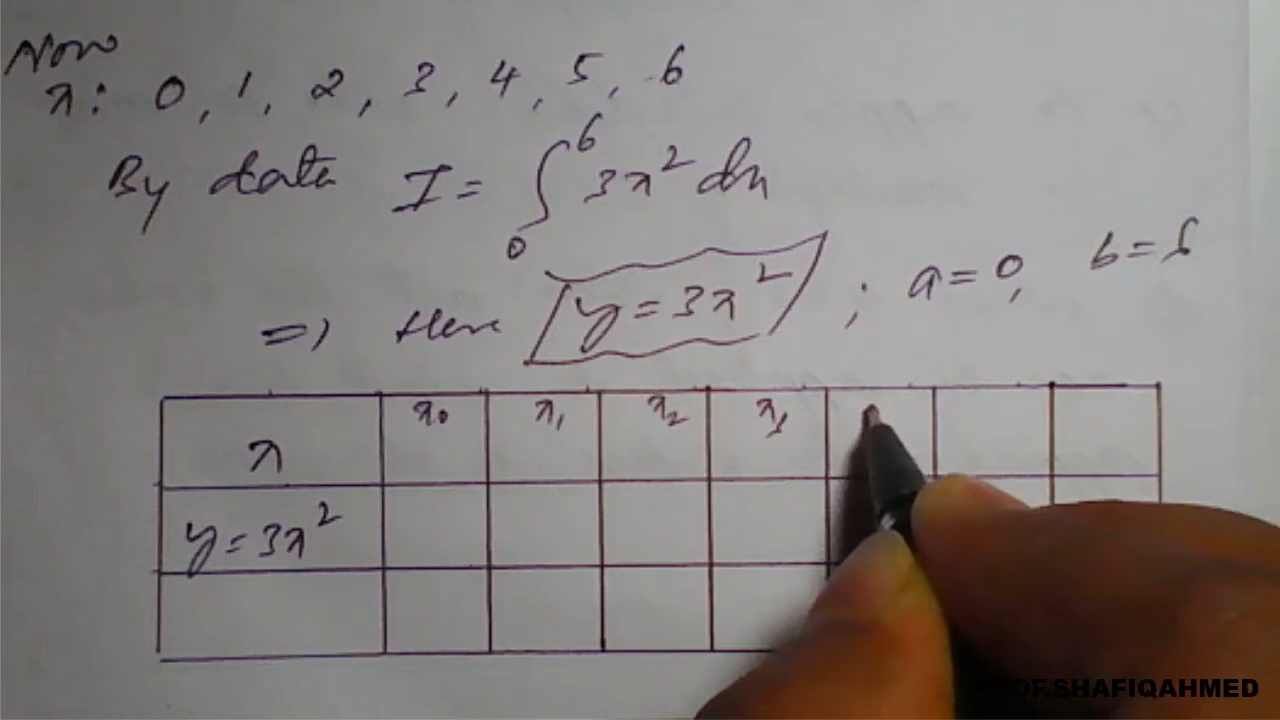 Now
x: 0, 1, 2, 3, 4, 5, 6
By data I = ∫₀⁶ 3x² dx
=> Here y = 3x² ; a = 0, b = 6
x x₀ x₁ x₂ x₃
y = 3x²
OF.SHAFIQAHMED